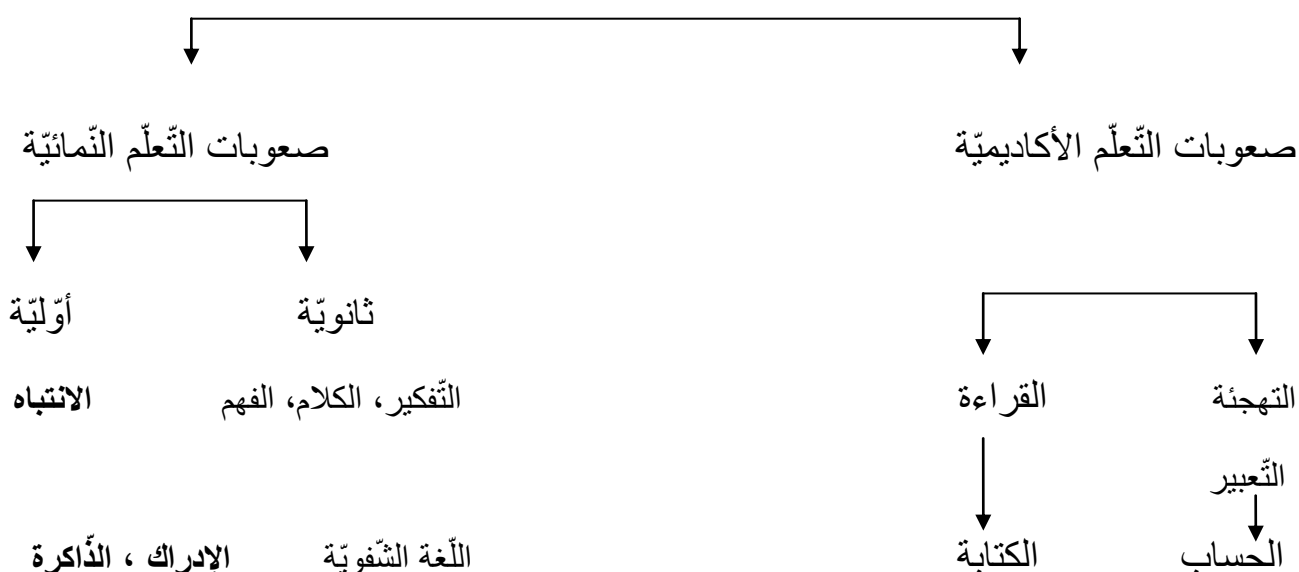 صعوبات التّعلّم الأكاديميّة
صعوبات التّعلّم النّمائيّة
ثانويّة
أوّليّة
التهجئة
القراءة
التّفكير، الكلام، الفهم
الانتباه
التّعبير
الحساب
الكتابة
اللّغة الشّفويّة
الإدراك ، الذّاكرة